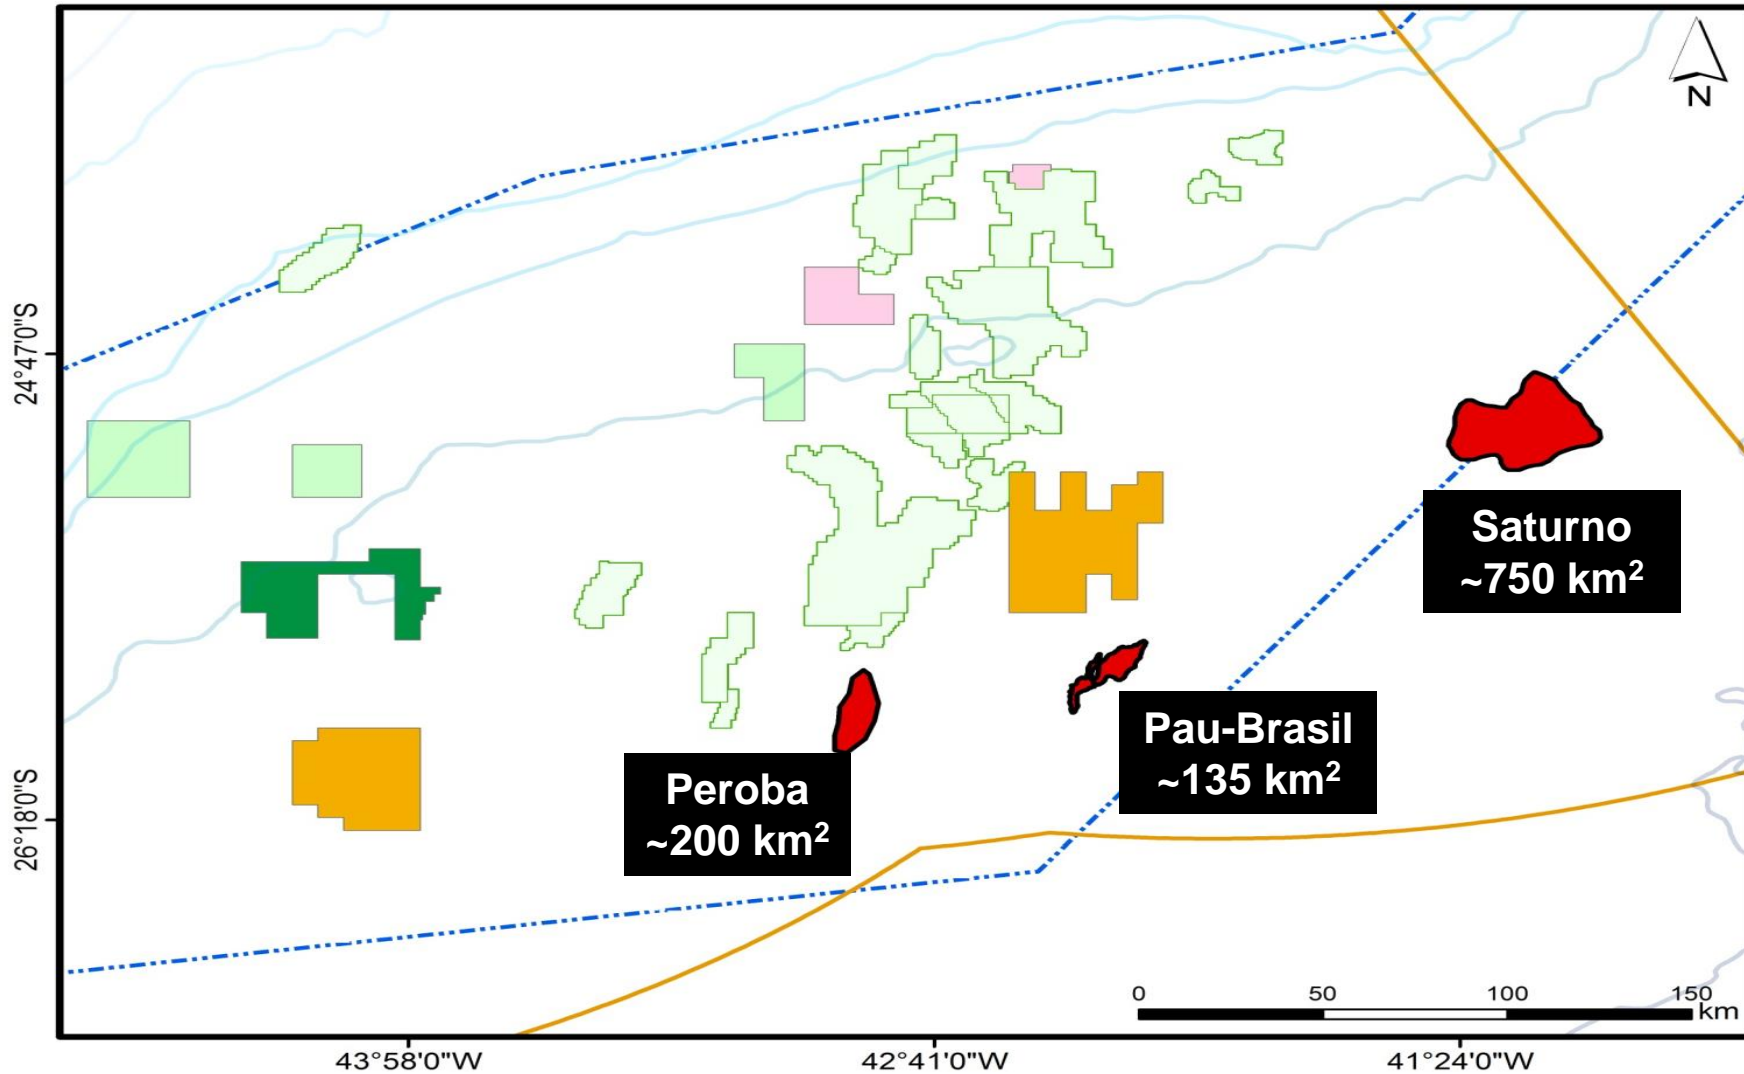 N
24°47'0"S
Saturno
~750 km²
Pau-Brasil
~135 km²
Peroba
~200 km²
26°18'0"S
0 50 100 150
km
43°58'0"W 42°41'0"W 41°24'0"W